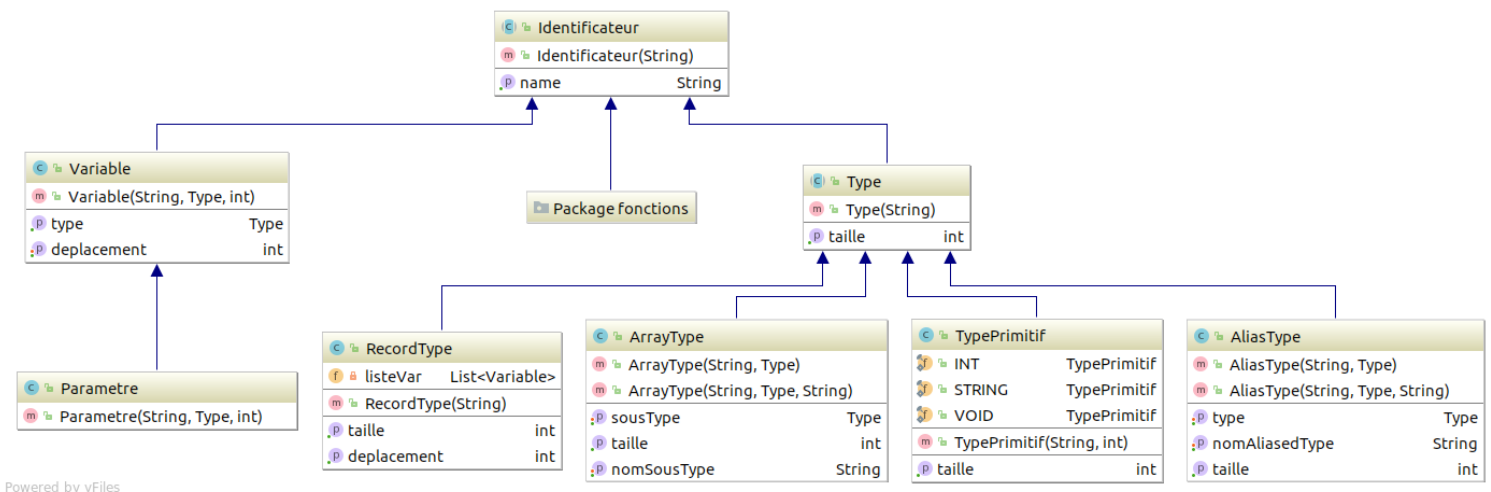 Identificateur
Identificateur(String)
name String
Variable
Variable(String, Type, int)
type Type
deplacement int
Package fonctions
Type
Type(String)
taille int
Parametre
Parametre(String, Type, int)
RecordType
listeVar List<Variable>
RecordType(String)
taille int
deplacement int
ArrayType
ArrayType(String, Type)
ArrayType(String, Type, String)
sousType Type
taille int
nomSousType String
TypePrimitif
INT TypePrimitif
STRING TypePrimitif
VOID TypePrimitif
TypePrimitif(String, int)
taille int
AliasType
AliasType(String, Type)
AliasType(String, Type, String)
type Type
nomAliasedType String
taille int
Powered by yFiles